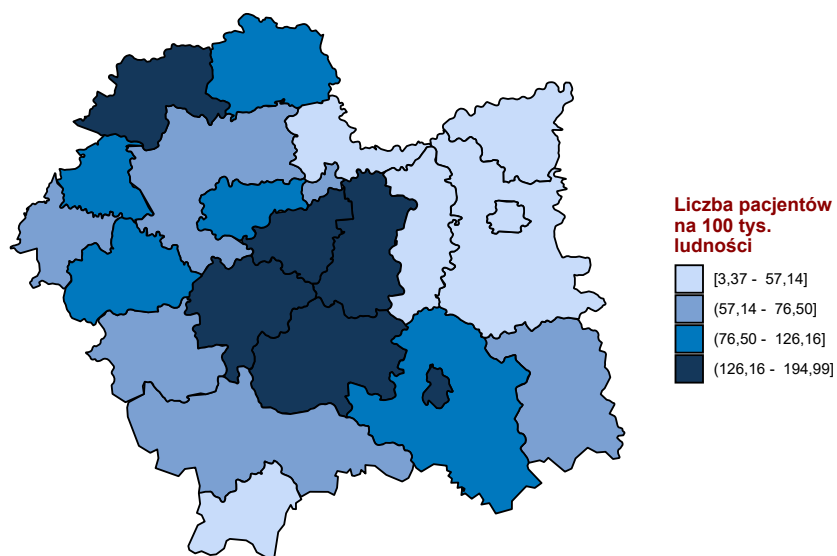 Liczba pacjentów
na 100 tys.
ludności
[3,37 - 57,14]
(57,14 - 76,50]
(76,50 - 126,16]
(126,16 - 194,99]